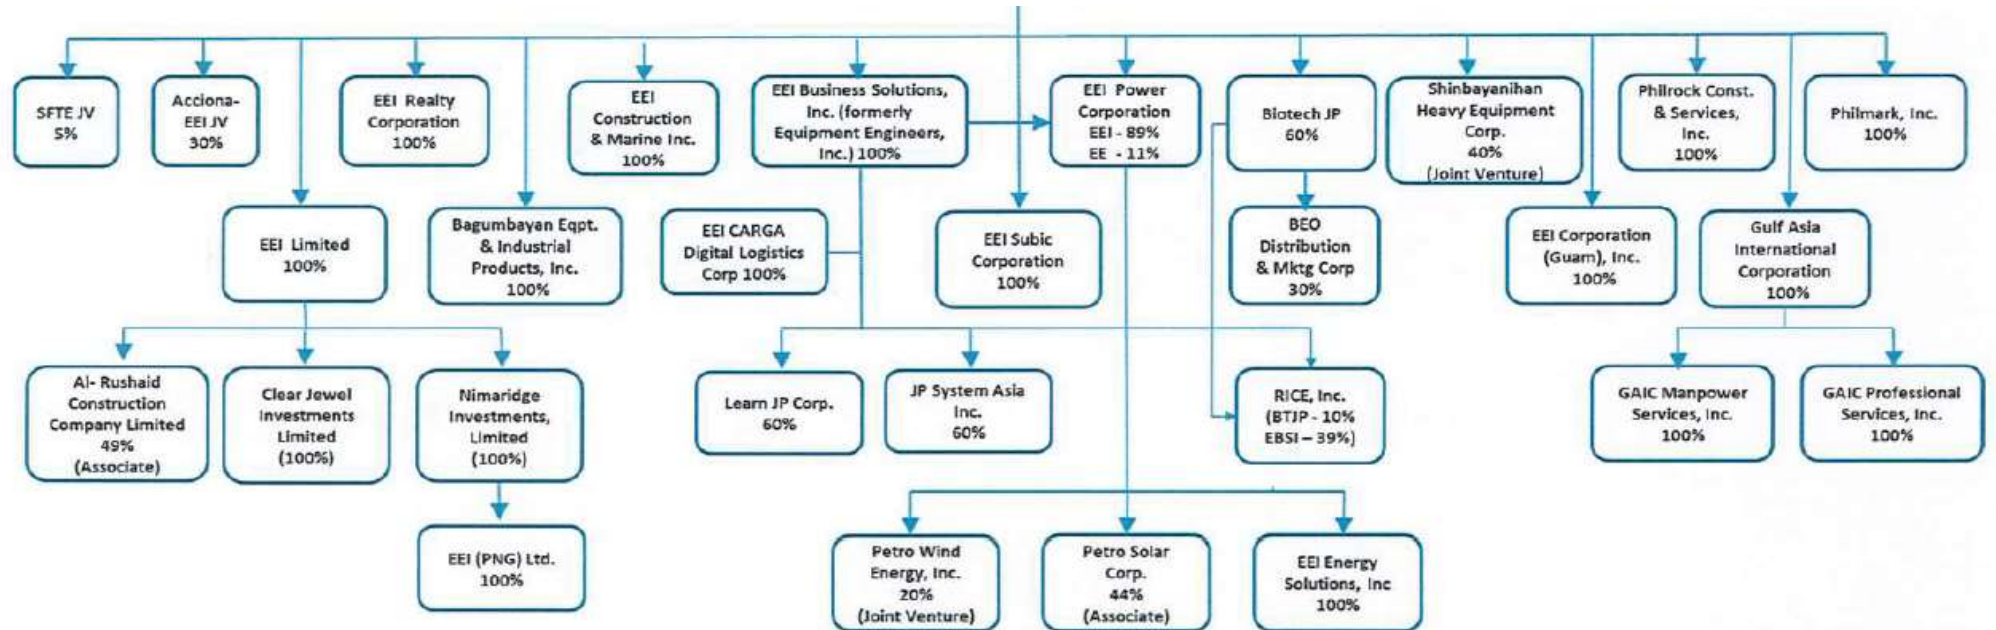 SFTE JV
5%
Acciona-
EEI JV
30%
EEI Realty
Corporation
100%
EEI
Construction
& Marine Inc.
100%
EEI Business Solutions,
Inc. (formerly
Equipment Engineers,
Inc.) 100%
EEI Power
Corporation
EEI - 89%
EE - 11%
Biotech JP
60%
Shinbayanihan
Heavy Equipment
Corp.
40%
(Joint Venture)
Philrock Const.
& Services,
Inc.
100%
Philmark, Inc.
100%
EEI Limited
100%
Bagumbayan Eqpt.
& Industrial
Products, Inc.
100%
EEI CARGA
Digital Logistics
Corp 100%
EEI Subic
Corporation
100%
BEO
Distribution
& Mktg Corp
30%
EEI Corporation
(Guam), Inc.
100%
Gulf Asia
International
Corporation
100%
Al- Rushaid
Construction
Company Limited
49%
(Associate)
Clear Jewel
Investments
Limited
(100%)
Nimaridge
Investments,
Limited
(100%)
Learn JP Corp.
60%
JP System Asia
Inc.
60%
RICE, Inc.
(BTJP - 10%
EBSI – 39%)
GAIC Manpower
Services, Inc.
100%
GAIC Professional
Services, Inc.
100%
EEI (PNG) Ltd.
100%
Petro Wind
Energy, Inc.
20%
(Joint Venture)
Petro Solar
Corp.
44%
(Associate)
EEI Energy
Solutions, Inc
100%